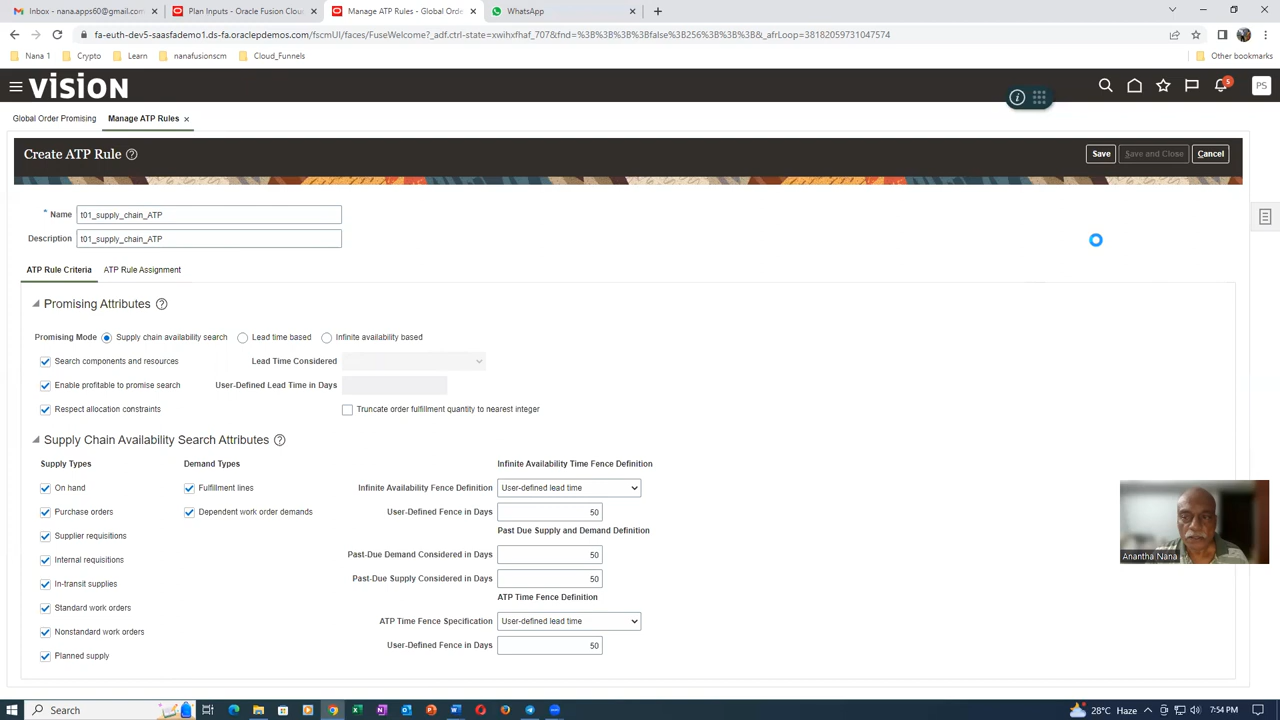 Inbox - nana.apps60@gmail.com
Plan Inputs - Oracle Fusion Cloud
Manage ATP Rules - Global Orde
WhatsApp
fa-euth-dev5-saasfademo1.ds-fa.oraclepdemos.com/fscmUI/faces/FuseWelcome?_adf.ctrl-state=xwihxfhaf_707&fnd=%3B%3B%3B%3Bfalse%3B256%3B%3B%3B&_afrLoop=38182059731047574
Nana 1
Crypto
Learn
nanafusionscm
Cloud_Funnels
Other bookmarks
VISION
5
PS
Global Order Promising
Manage ATP Rules
Create ATP Rule
Save
Save and Close
Cancel
* Name t01_supply_chain_ATP
Description t01_supply_chain_ATP
ATP Rule Criteria
ATP Rule Assignment
Promising Attributes
Promising Mode Supply chain availability search Lead time based Infinite availability based
Search components and resources Lead Time Considered
Enable profitable to promise search User-Defined Lead Time in Days
Respect allocation constraints Truncate order fulfillment quantity to nearest integer
Supply Chain Availability Search Attributes
Supply Types Demand Types Infinite Availability Time Fence Definition
On hand Fulfillment lines Infinite Availability Fence Definition User-defined lead time
Purchase orders Dependent work order demands User-Defined Fence in Days 50
Past Due Supply and Demand Definition
Supplier requisitions
Past-Due Demand Considered in Days 50
Internal requisitions
Past-Due Supply Considered in Days 50
In-transit supplies
ATP Time Fence Definition
Standard work orders
ATP Time Fence Specification User-defined lead time
Nonstandard work orders
User-Defined Fence in Days 50
Planned supply
Anantha Nana
Search
28°C Haze
7:54 PM